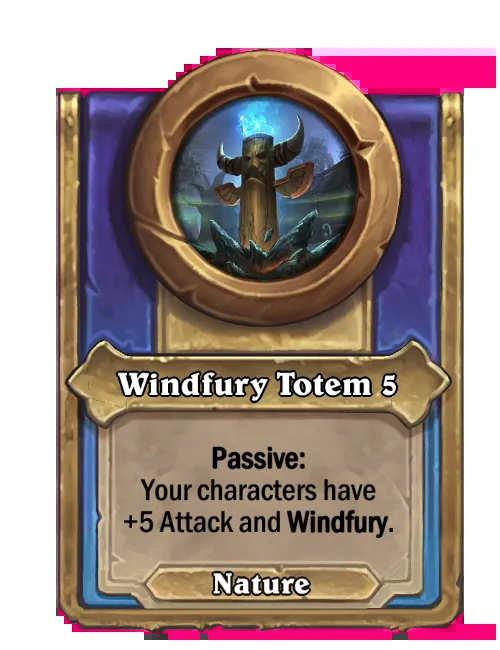 Windfury Totem 5
Passive:
Your characters have
+5 Attack and Windfury.
Nature